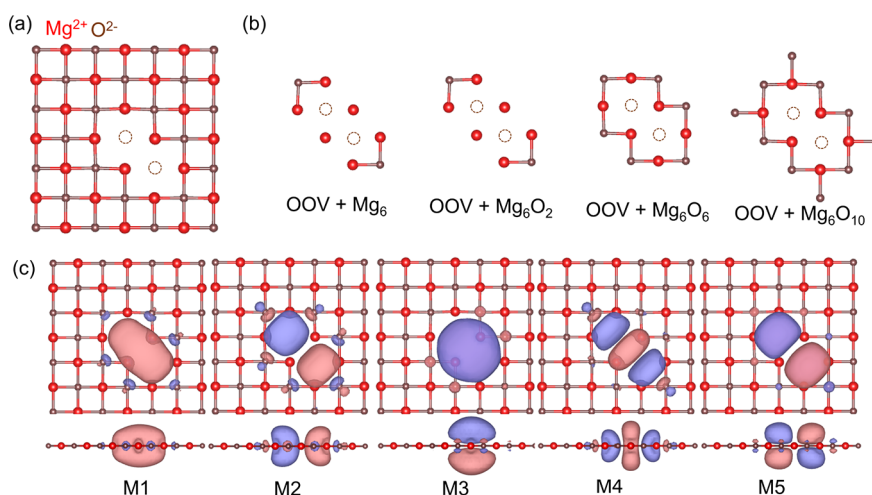 (a)
Mg²⁺ O²⁻
(b)
OOV + Mg₆
OOV + Mg₆O₂
OOV + Mg₆O₆
OOV + Mg₆O₁₀
(c)
M1
M2
M3
M4
M5